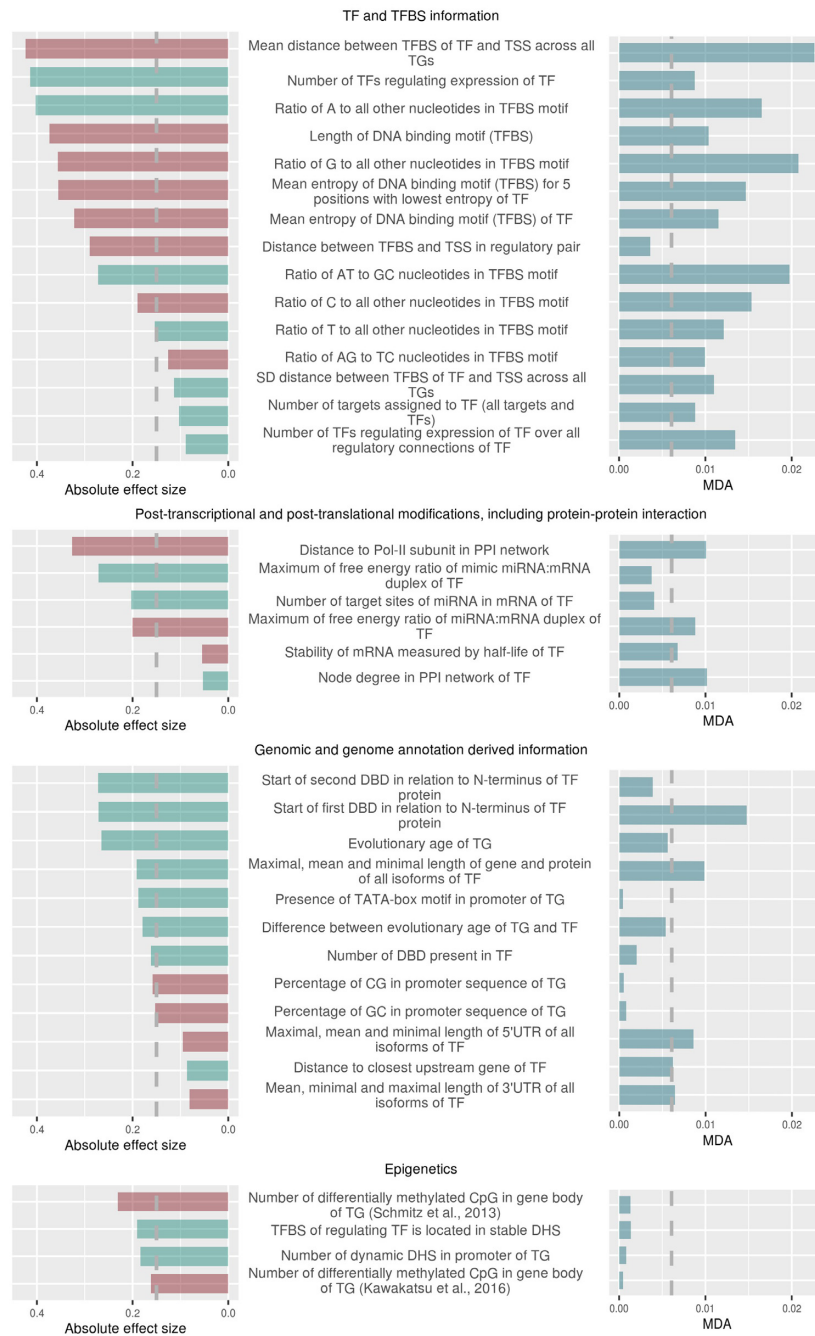 TF and TFBS information
Mean distance between TFBS of TF and TSS across all
TGs
Number of TFs regulating expression of TF
Ratio of A to all other nucleotides in TFBS motif
Length of DNA binding motif (TFBS)
Ratio of G to all other nucleotides in TFBS motif
Mean entropy of DNA binding motif (TFBS) for 5
positions with lowest entropy of TF
Mean entropy of DNA binding motif (TFBS) of TF
Distance between TFBS and TSS in regulatory pair
Ratio of AT to GC nucleotides in TFBS motif
Ratio of C to all other nucleotides in TFBS motif
Ratio of T to all other nucleotides in TFBS motif
Ratio of AG to TC nucleotides in TFBS motif
SD distance between TFBS of TF and TSS across all
TGs
Number of targets assigned to TF (all targets and
TFs)
Number of TFs regulating expression of TF over all
regulatory connections of TF
0.4 0.2 0.0 0.00 0.01 0.02
Absolute effect size MDA
Post-transcriptional and post-translational modifications, including protein-protein interaction
Distance to Pol-II subunit in PPI network
Maximum of free energy ratio of mimic miRNA:mRNA
duplex of TF
Number of target sites of miRNA in mRNA of TF
Maximum of free energy ratio of miRNA:mRNA duplex of
TF
Stability of mRNA measured by half-life of TF
Node degree in PPI network of TF
0.4 0.2 0.0 0.00 0.01 0.02
Absolute effect size MDA
Genomic and genome annotation derived information
Start of second DBD in relation to N-terminus of TF
protein
Start of first DBD in relation to N-terminus of TF
protein
Evolutionary age of TG
Maximal, mean and minimal length of gene and protein
of all isoforms of TF
Presence of TATA-box motif in promoter of TG
Difference between evolutionary age of TG and TF
Number of DBD present in TF
Percentage of CG in promoter sequence of TG
Percentage of GC in promoter sequence of TG
Maximal, mean and minimal length of 5'UTR of all
isoforms of TF
Distance to closest upstream gene of TF
Mean, minimal and maximal length of 3'UTR of all
isoforms of TF
0.4 0.2 0.0 0.00 0.01 0.02
Absolute effect size MDA
Epigenetics
Number of differentially methylated CpG in gene body
of TG (Schmitz et al., 2013)
TFBS of regulating TF is located in stable DHS
Number of dynamic DHS in promoter of TG
Number of differentially methylated CpG in gene body
of TG (Kawakatsu et al., 2016)
0.4 0.2 0.0 0.00 0.01 0.02
Absolute effect size MDA